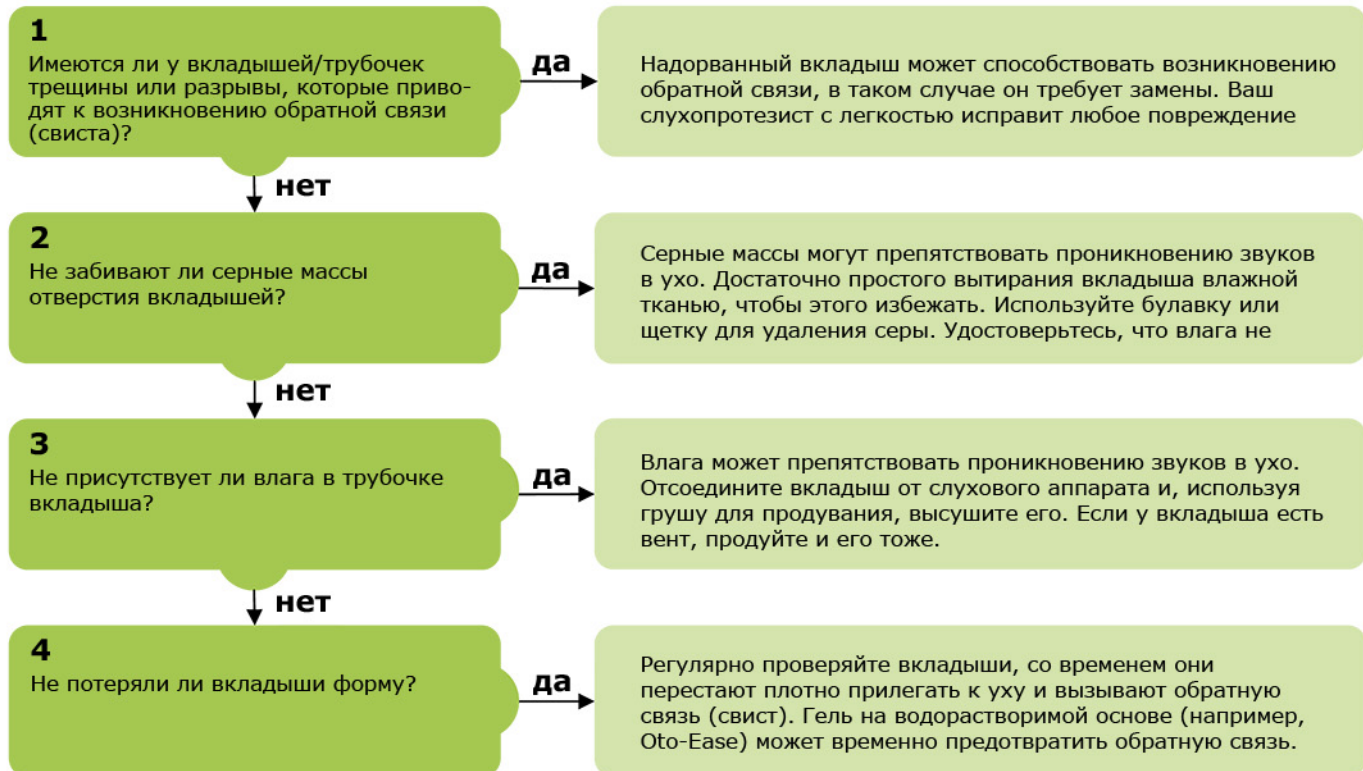 1
Имеются ли у вкладышей/трубочек
трещины или разрывы, которые приво-
дят к возникновению обратной связи
(свиста)?
да
Надорванный вкладыш может способствовать возникновению
обратной связи, в таком случае он требует замены. Ваш
слухопротезист с легкостью исправит любое повреждение
нет
2
Не забивают ли серные массы
отверстия вкладышей?
да
Серные массы могут препятствовать проникновению звуков
в ухо. Достаточно простого вытирания вкладыша влажной
тканью, чтобы этого избежать. Используйте булавку или
щетку для удаления серы. Удостоверьтесь, что влага не
нет
3
Не присутствует ли влага в трубочке
вкладыша?
да
Влага может препятствовать проникновению звуков в ухо.
Отсоедините вкладыш от слухового аппарата и, используя
грушу для продувания, высушите его. Если у вкладыша есть
вент, продуйте и его тоже.
нет
4
Не потеряли ли вкладыши форму?
да
Регулярно проверяйте вкладыши, со временем они
перестают плотно прилегать к уху и вызывают обратную
связь (свист). Гель на водорастворимой основе (например,
Oto-Ease) может временно предотвратить обратную связь.